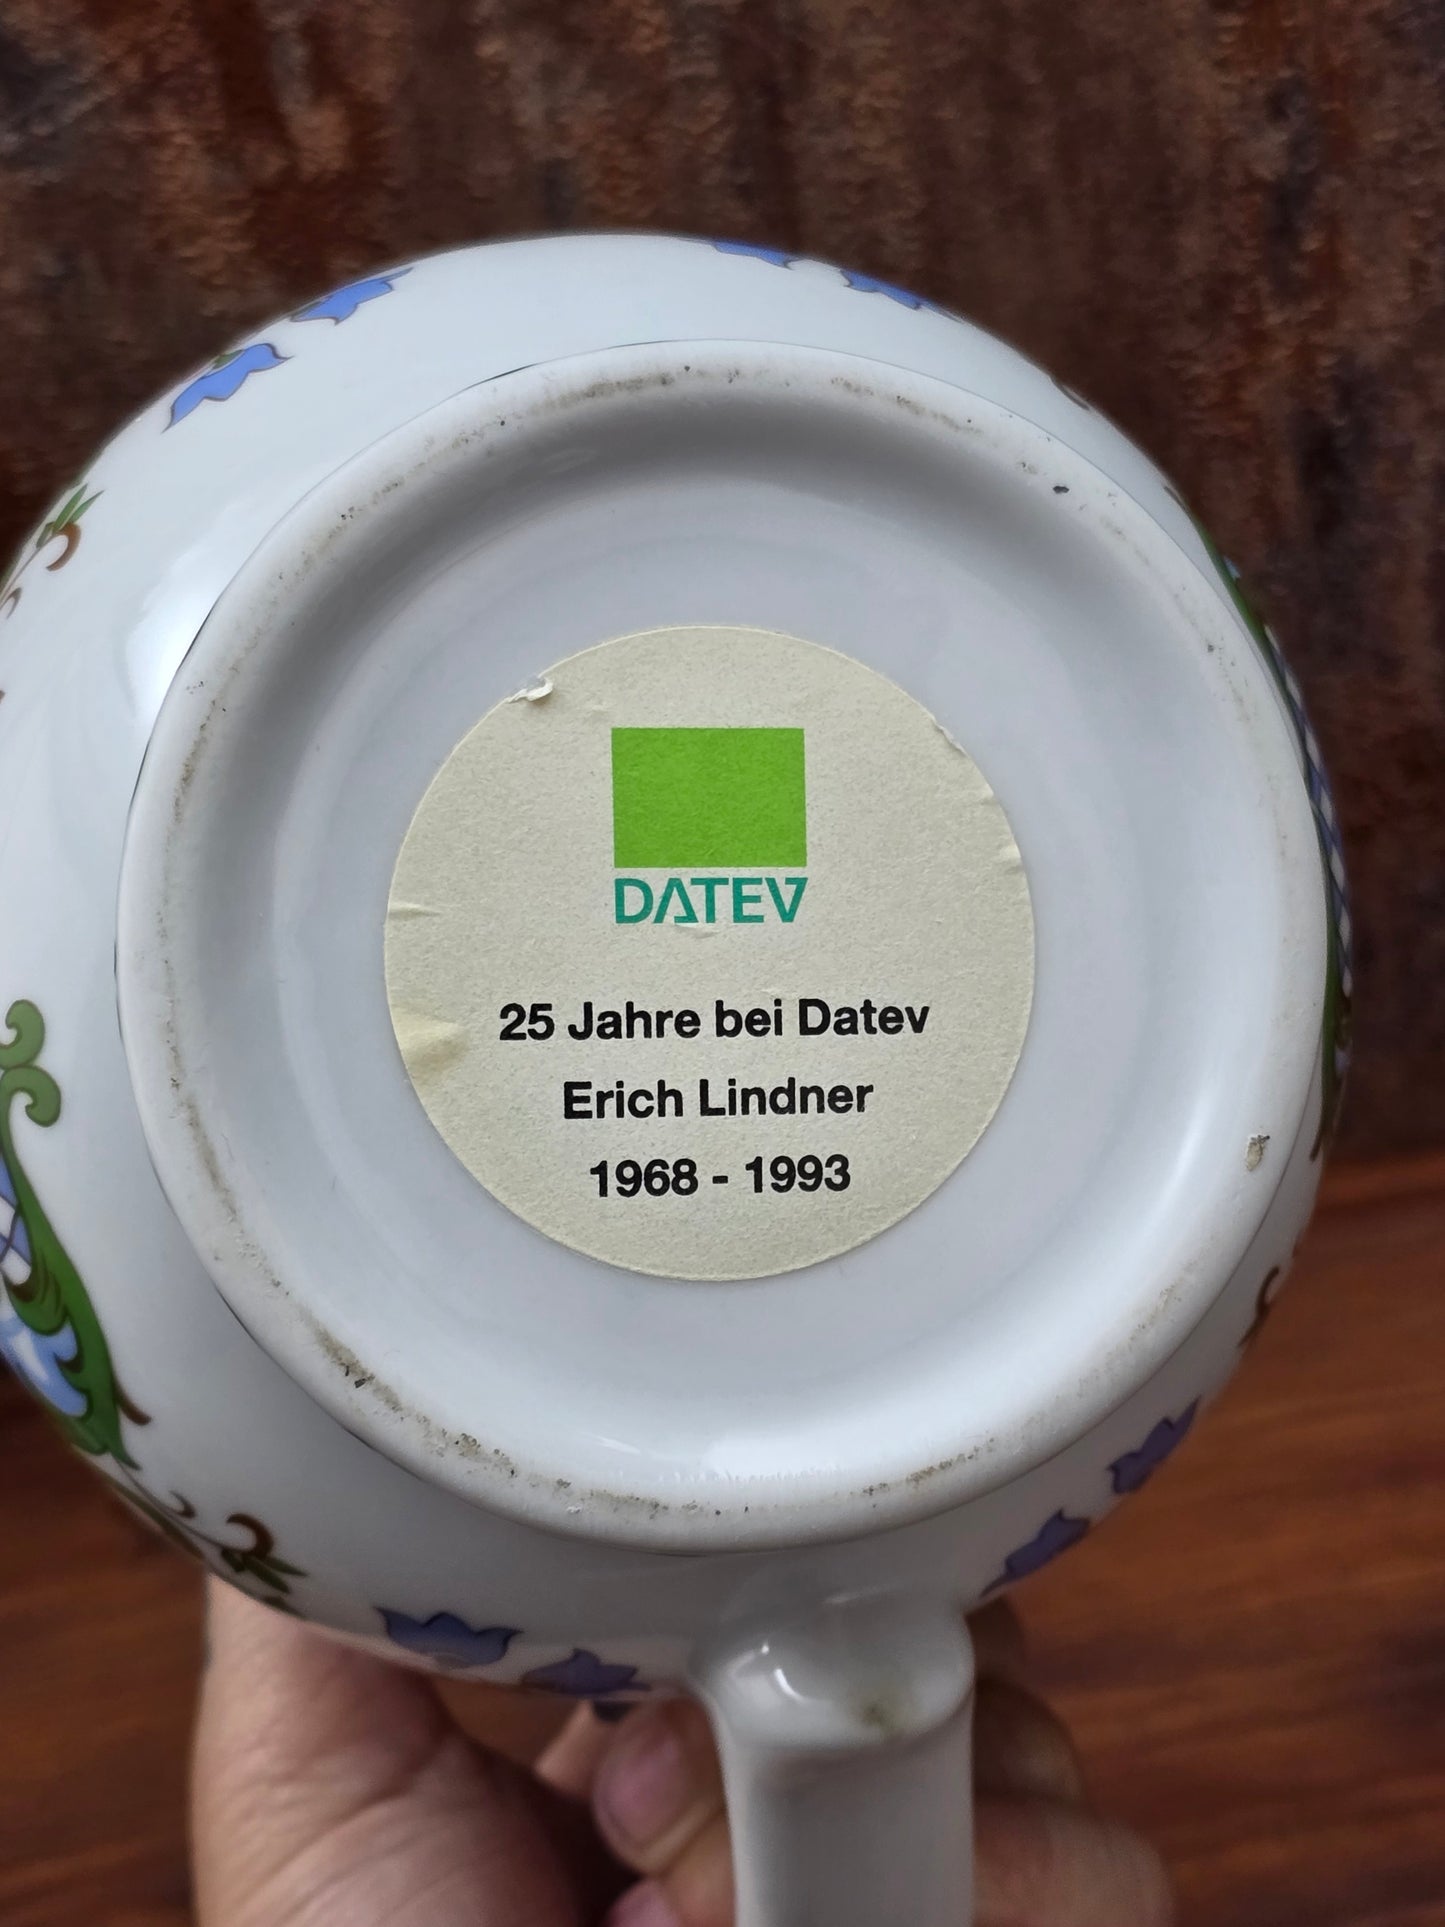 DATEV
25 Jahre bei Datev
Erich Lindner
1968 - 1993